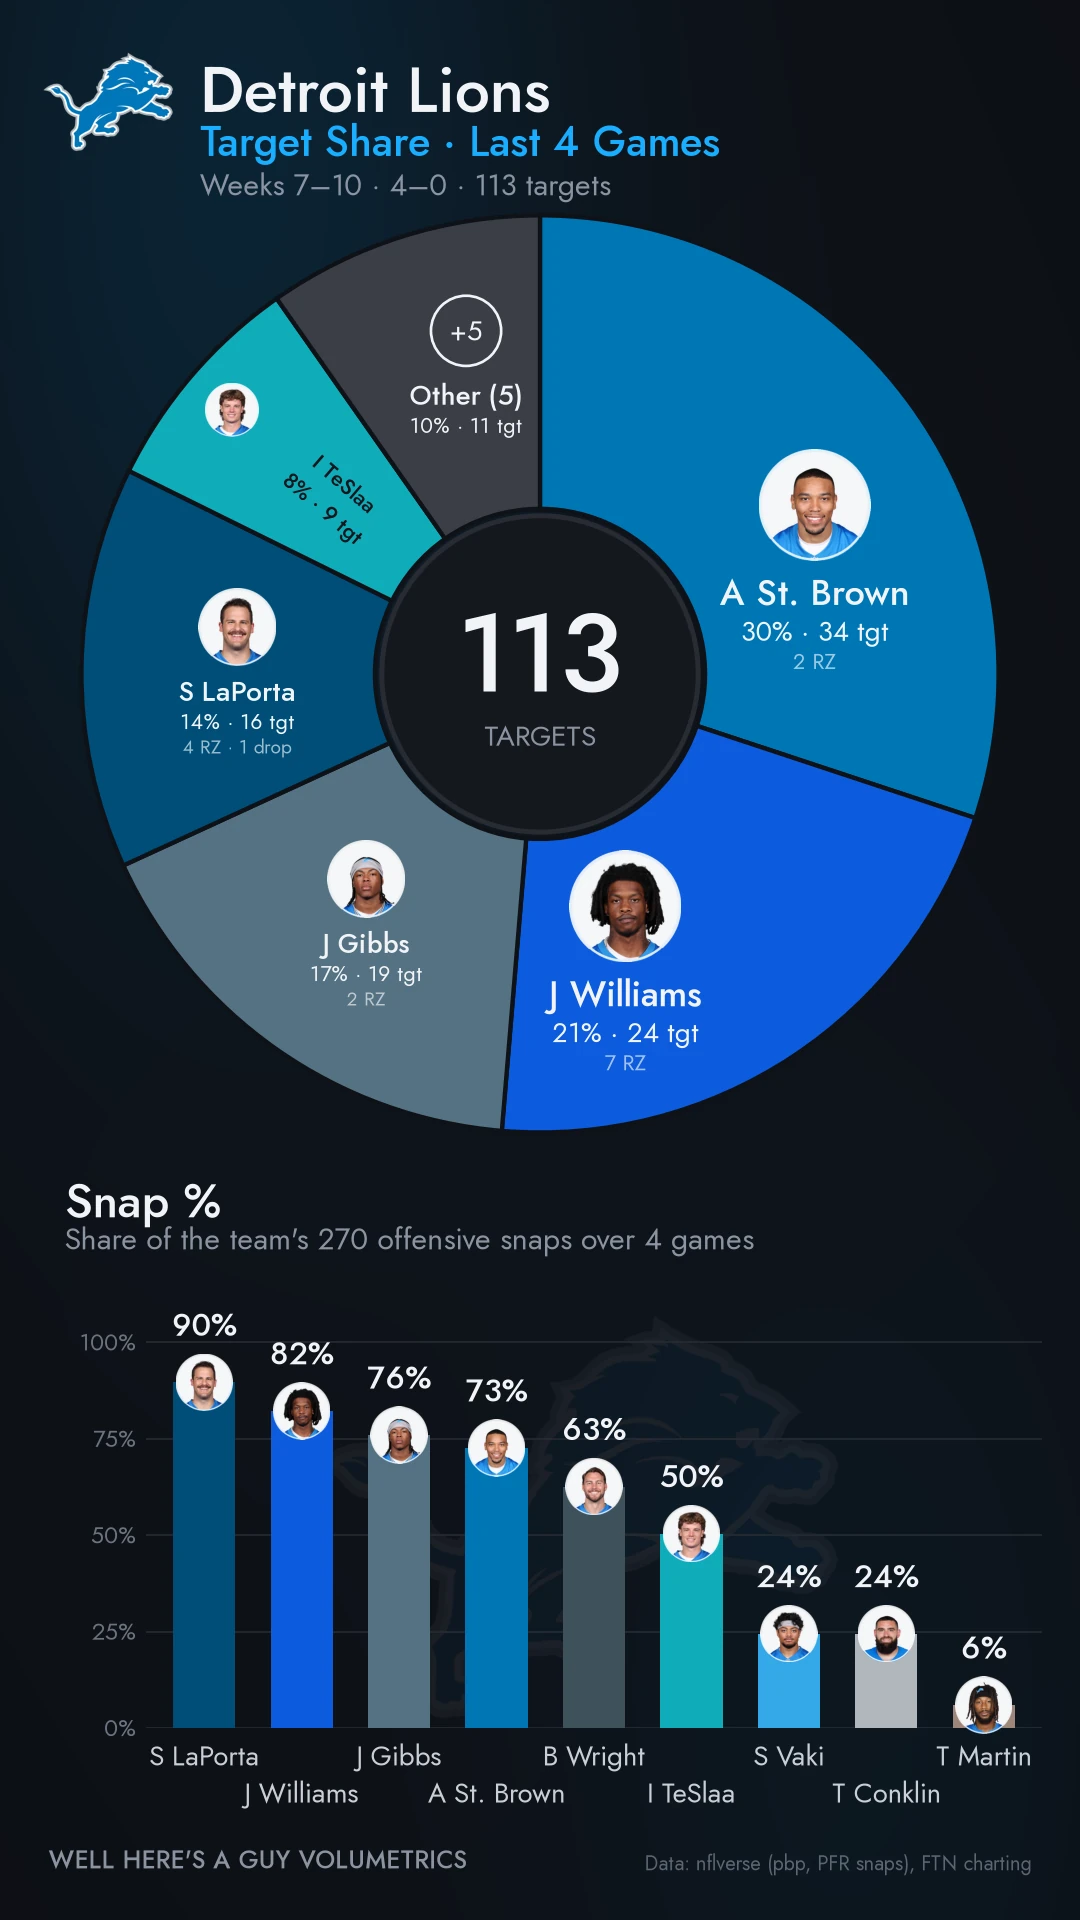 Detroit Lions
Target Share · Last 4 Games
Weeks 7–10 · 4–0 · 113 targets
+5
Other (5)
10% · 11 tgt
I TeSlaa
8% · 9 tgt
A St. Brown
30% · 34 tgt
2 RZ
S LaPorta
14% · 16 tgt
4 RZ · 1 drop
113
TARGETS
J Gibbs
17% · 19 tgt
2 RZ
J Williams
21% · 24 tgt
7 RZ
Snap %
Share of the team's 270 offensive snaps over 4 games
90%
82%
76%
73%
63%
50%
24%
24%
6%
100%
75%
50%
25%
0%
S LaPorta
J Williams
J Gibbs
A St. Brown
B Wright
I TeSlaa
S Vaki
T Conklin
T Martin
WELL HERE'S A GUY VOLUMETRICS
Data: nflverse (pbp, PFR snaps), FTN charting